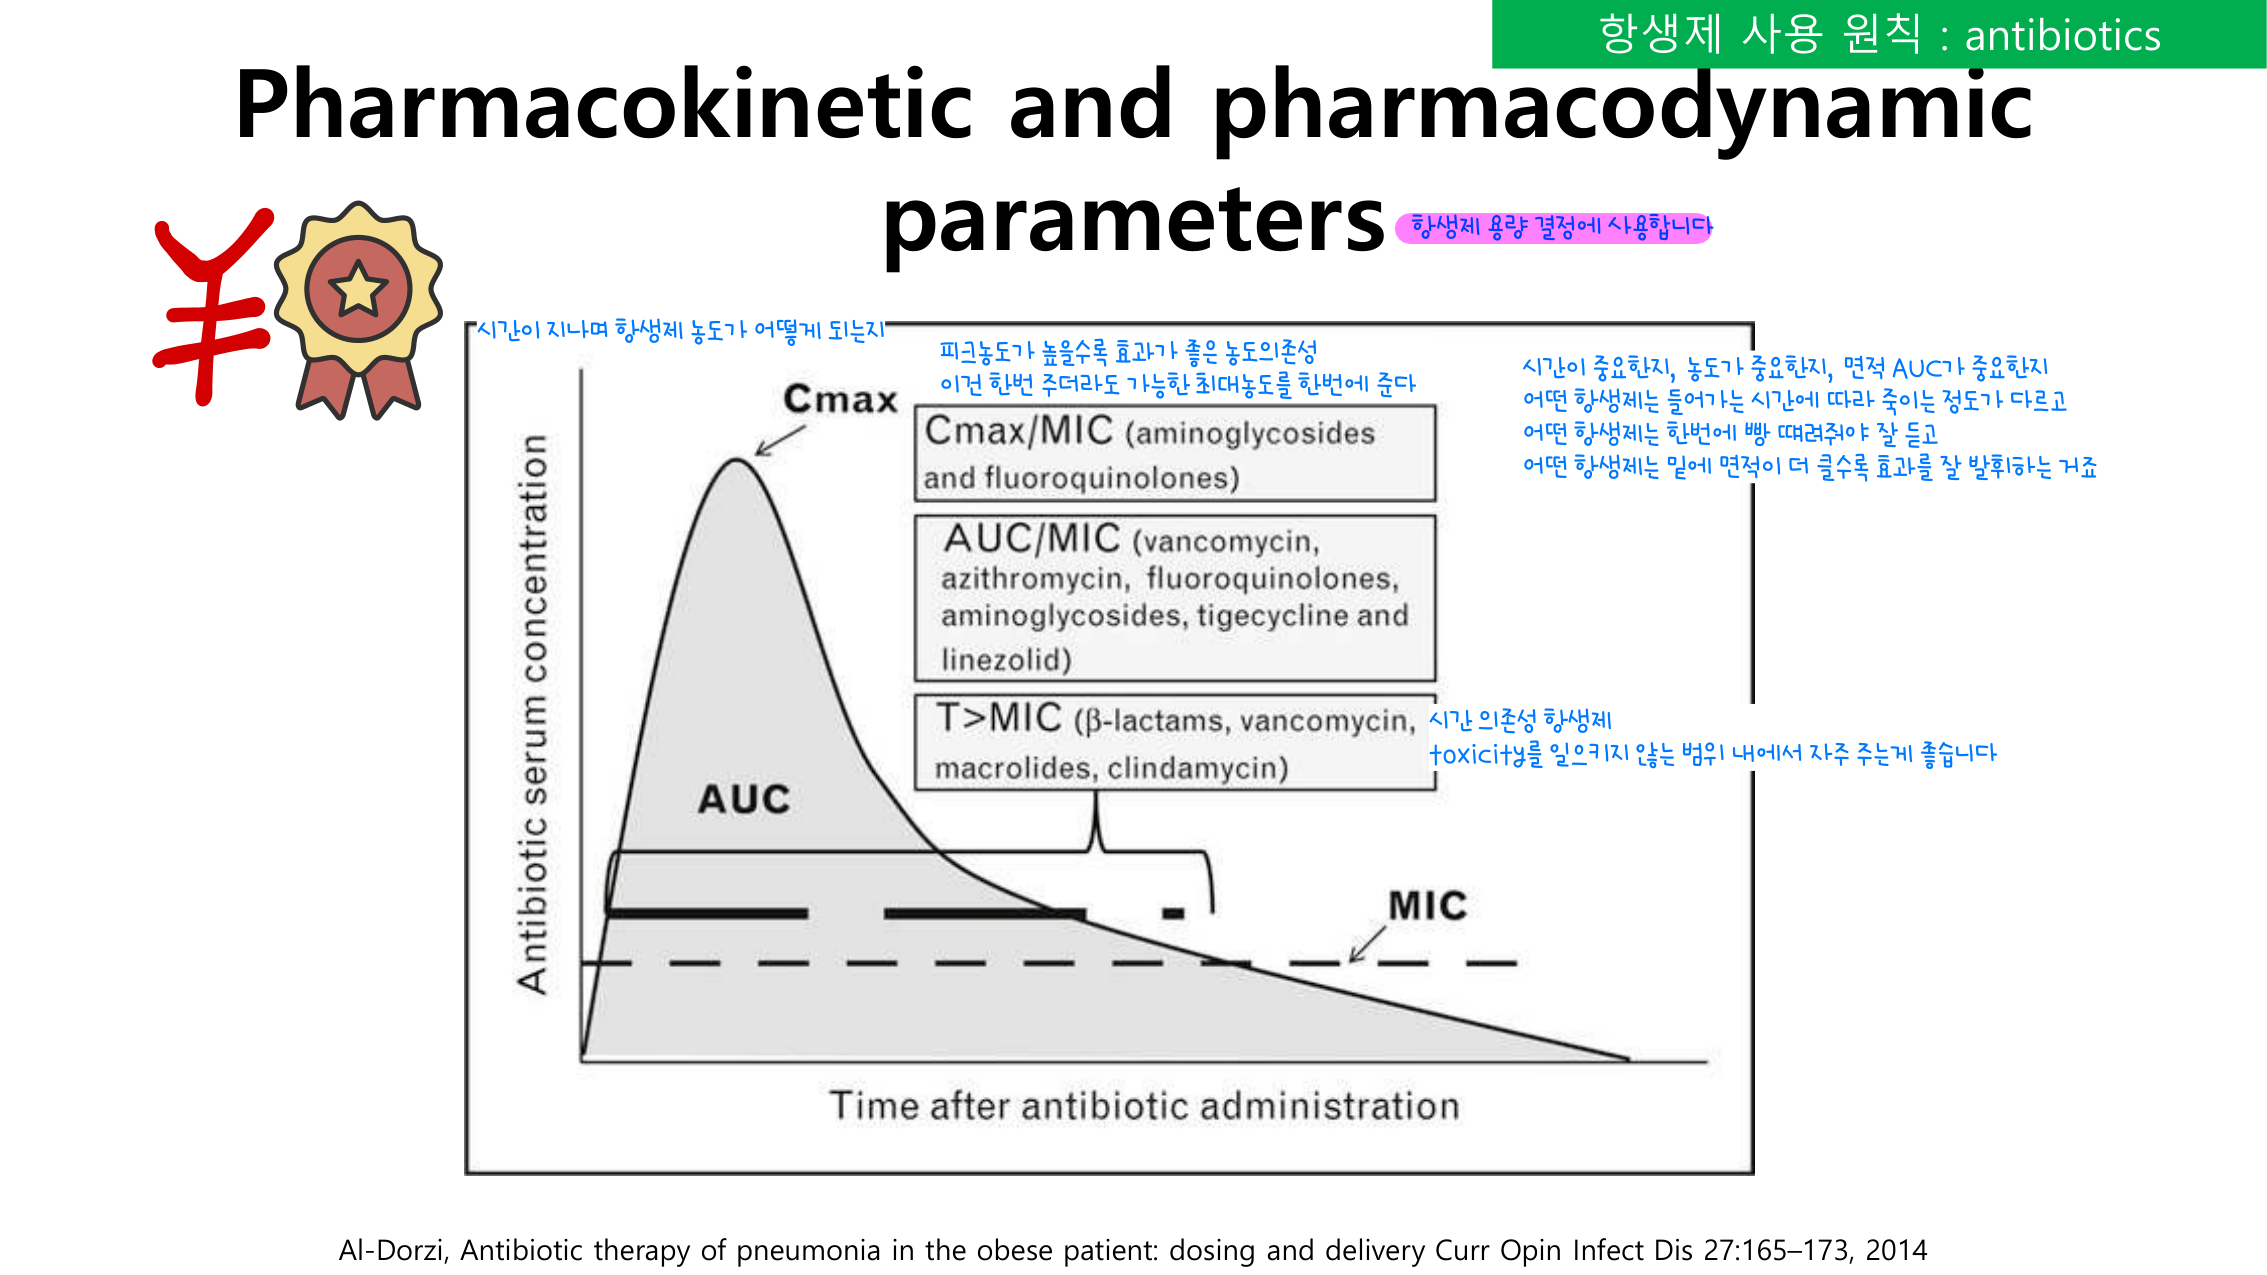 항생제 사용 원칙 : antibiotics
Pharmacokinetic and pharmacodynamic
parameters
항생제 용량 결정에 사용합니다
족
시간이 지나며 항생제 농도가 어떻게 되는지
피크농도가 높을수록 효과가 좋은 농도의존성
이건 한번 주더라도 가능한 최대농도를 한번에 준다
시간이 중요한지, 농도가 중요한지, 면적 AUC가 중요한지
어떤 항생제는 들어가는 시간에 따라 죽이는 정도가 다르고
어떤 항생제는 한번에 빵 때려줘야 잘 듣고
어떤 항생제는 밑에 면적이 더 클수록 효과를 잘 발휘하는 거죠
Cmax
Cmax/MIC (aminoglycosides
and fluoroquinolones)
AUC/MIC (vancomycin,
azithromycin, fluoroquinolones,
aminoglycosides, tigecycline and
linezolid)
T>MIC (β-lactams, vancomycin,
macrolides, clindamycin)
시간 의존성 항생제
toxicity를 일으키지 않는 범위 내에서 자주 주는게 좋습니다
AUC
MIC
Antibiotic serum concentration
Time after antibiotic administration
Al-Dorzi, Antibiotic therapy of pneumonia in the obese patient: dosing and delivery Curr Opin Infect Dis 27:165–173, 2014